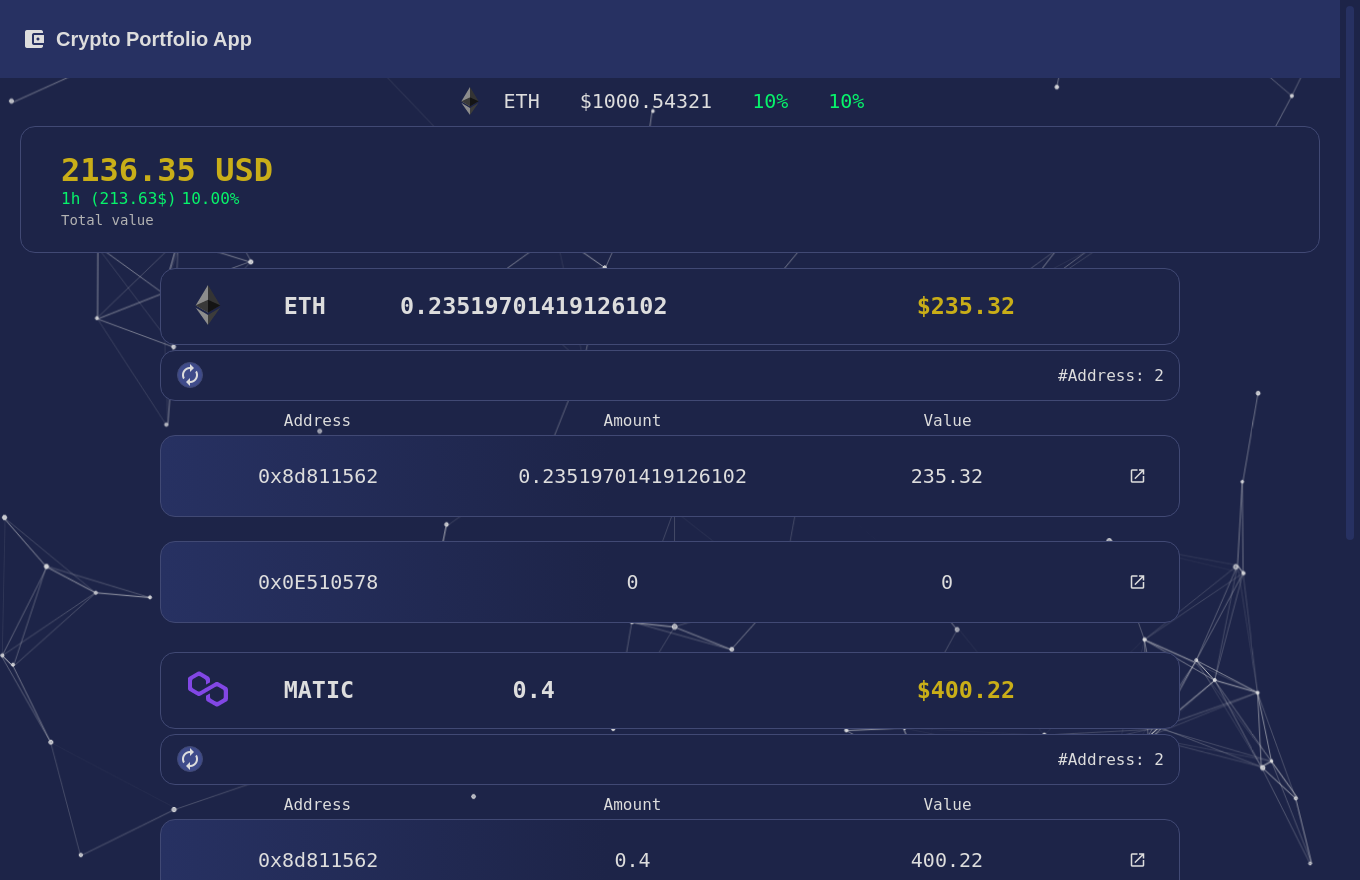 Crypto Portfolio App
ETH $1000.54321 10% 10%
2136.35 USD
1h (213.63$) 10.00%
Total value
ETH 0.23519701419126102 $235.32
#Address: 2
Address Amount Value
0x8d811562 0.23519701419126102 235.32
0x0E510578 0 0
MATIC 0.4 $400.22
#Address: 2
Address Amount Value
0x8d811562 0.4 400.22